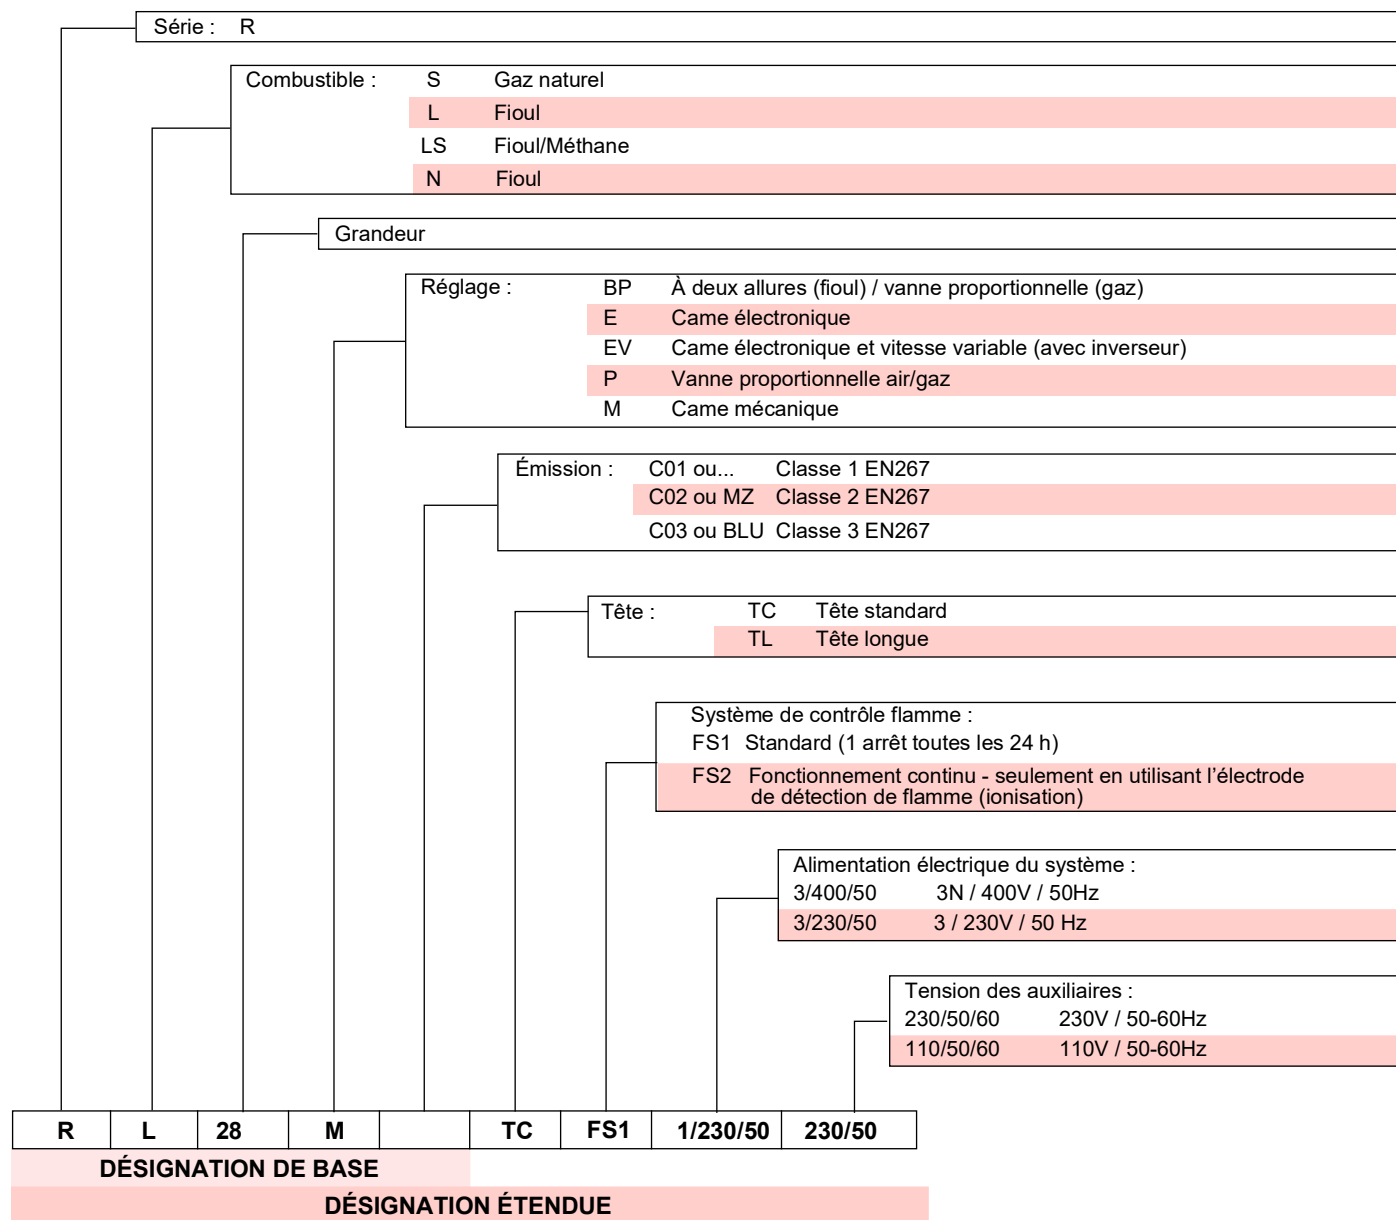 Série : R
Combustible : S Gaz naturel
L Fioul
LS Fioul/Méthane
N Fioul
Grandeur
Réglage : BP À deux allures (fioul) / vanne proportionnelle (gaz)
E Came électronique
EV Came électronique et vitesse variable (avec inverseur)
P Vanne proportionnelle air/gaz
M Came mécanique
Émission : C01 ou... Classe 1 EN267
C02 ou MZ Classe 2 EN267
C03 ou BLU Classe 3 EN267
Tête : TC Tête standard
TL Tête longue
Système de contrôle flamme :
FS1 Standard (1 arrêt toutes les 24 h)
FS2 Fonctionnement continu - seulement en utilisant l’électrode
de détection de flamme (ionisation)
Alimentation électrique du système :
3/400/50 3N / 400V / 50Hz
3/230/50 3 / 230V / 50 Hz
Tension des auxiliaires :
230/50/60 230V / 50-60Hz
110/50/60 110V / 50-60Hz
R L 28 M TC FS1 1/230/50 230/50
DÉSIGNATION DE BASE
DÉSIGNATION ÉTENDUE